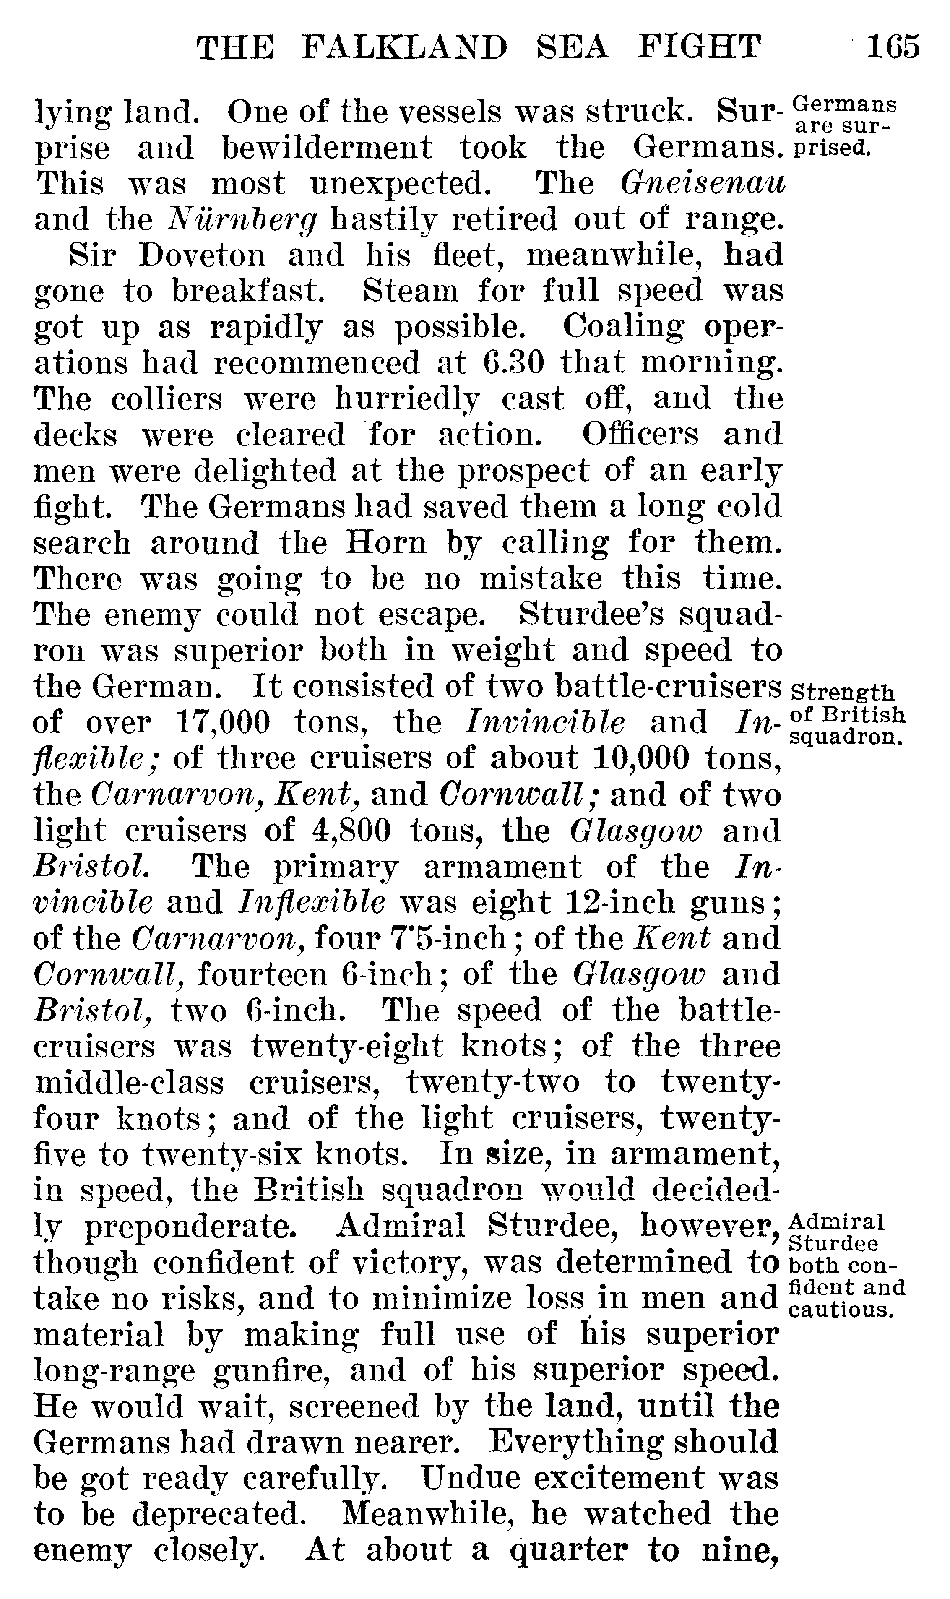 THE FALKLAND SEA FIGHT 165
lying land. One of the vessels was struck. Sur-
prise and bewilderment took the Germans.
This was most unexpected. The Gneisenau
and the Nürnberg hastily retired out of range.
Germans
are sur-
prised.
Sir Doveton and his fleet, meanwhile, had
gone to breakfast. Steam for full speed was
got up as rapidly as possible. Coaling oper-
ations had recommenced at 6.30 that morning.
The colliers were hurriedly cast off, and the
decks were cleared for action. Officers and
men were delighted at the prospect of an early
fight. The Germans had saved them a long cold
search around the Horn by calling for them.
There was going to be no mistake this time.
The enemy could not escape. Sturdee's squad-
ron was superior both in weight and speed to
the German. It consisted of two battle-cruisers
of over 17,000 tons, the Invincible and In-
flexible; of three cruisers of about 10,000 tons,
the Carnarvon, Kent, and Cornwall; and of two
light cruisers of 4,800 tons, the Glasgow and
Bristol. The primary armament of the In-
vincible and Inflexible was eight 12-inch guns;
of the Carnarvon, four 7·5-inch; of the Kent and
Cornwall, fourteen 6-inch; of the Glasgow and
Bristol, two 6-inch. The speed of the battle-
cruisers was twenty-eight knots; of the three
middle-class cruisers, twenty-two to twenty-
four knots; and of the light cruisers, twenty-
five to twenty-six knots. In size, in armament,
in speed, the British squadron would decided-
ly preponderate. Admiral Sturdee, however,
though confident of victory, was determined to
take no risks, and to minimize loss in men and
material by making full use of his superior
long-range gunfire, and of his superior speed.
He would wait, screened by the land, until the
Germans had drawn nearer. Everything should
be got ready carefully. Undue excitement was
to be deprecated. Meanwhile, he watched the
enemy closely. At about a quarter to nine,
Strength
of British
squadron.
Admiral
Sturdee
both con-
fident and
cautious.